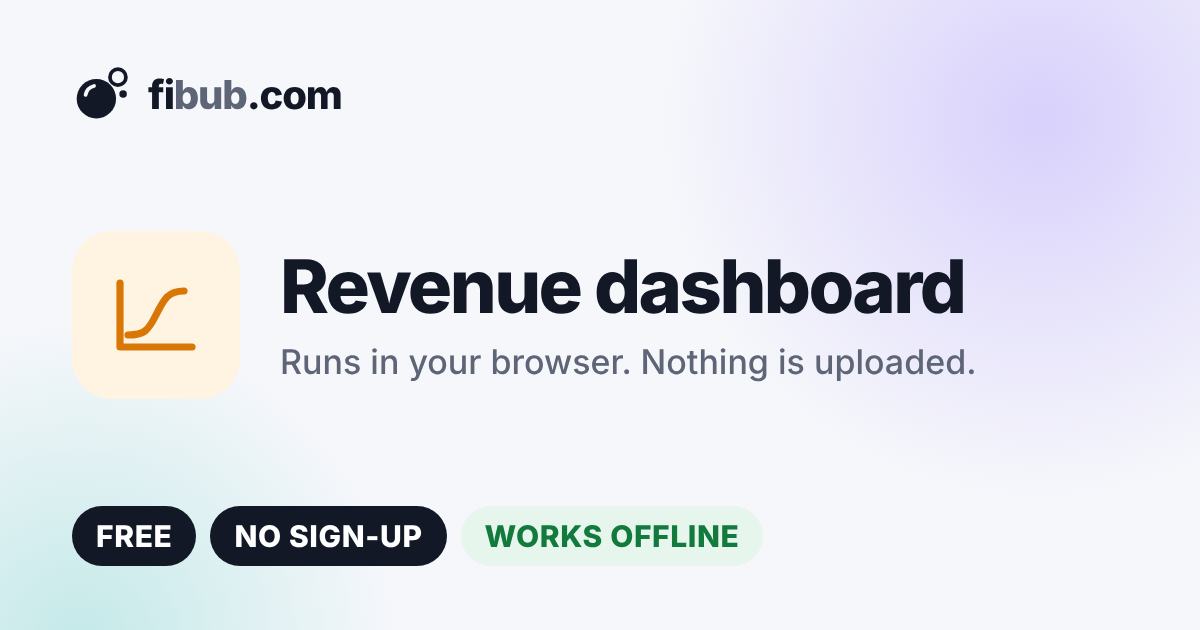 fibub.com
Revenue dashboard
Runs in your browser. Nothing is uploaded.
FREE NO SIGN-UP WORKS OFFLINE